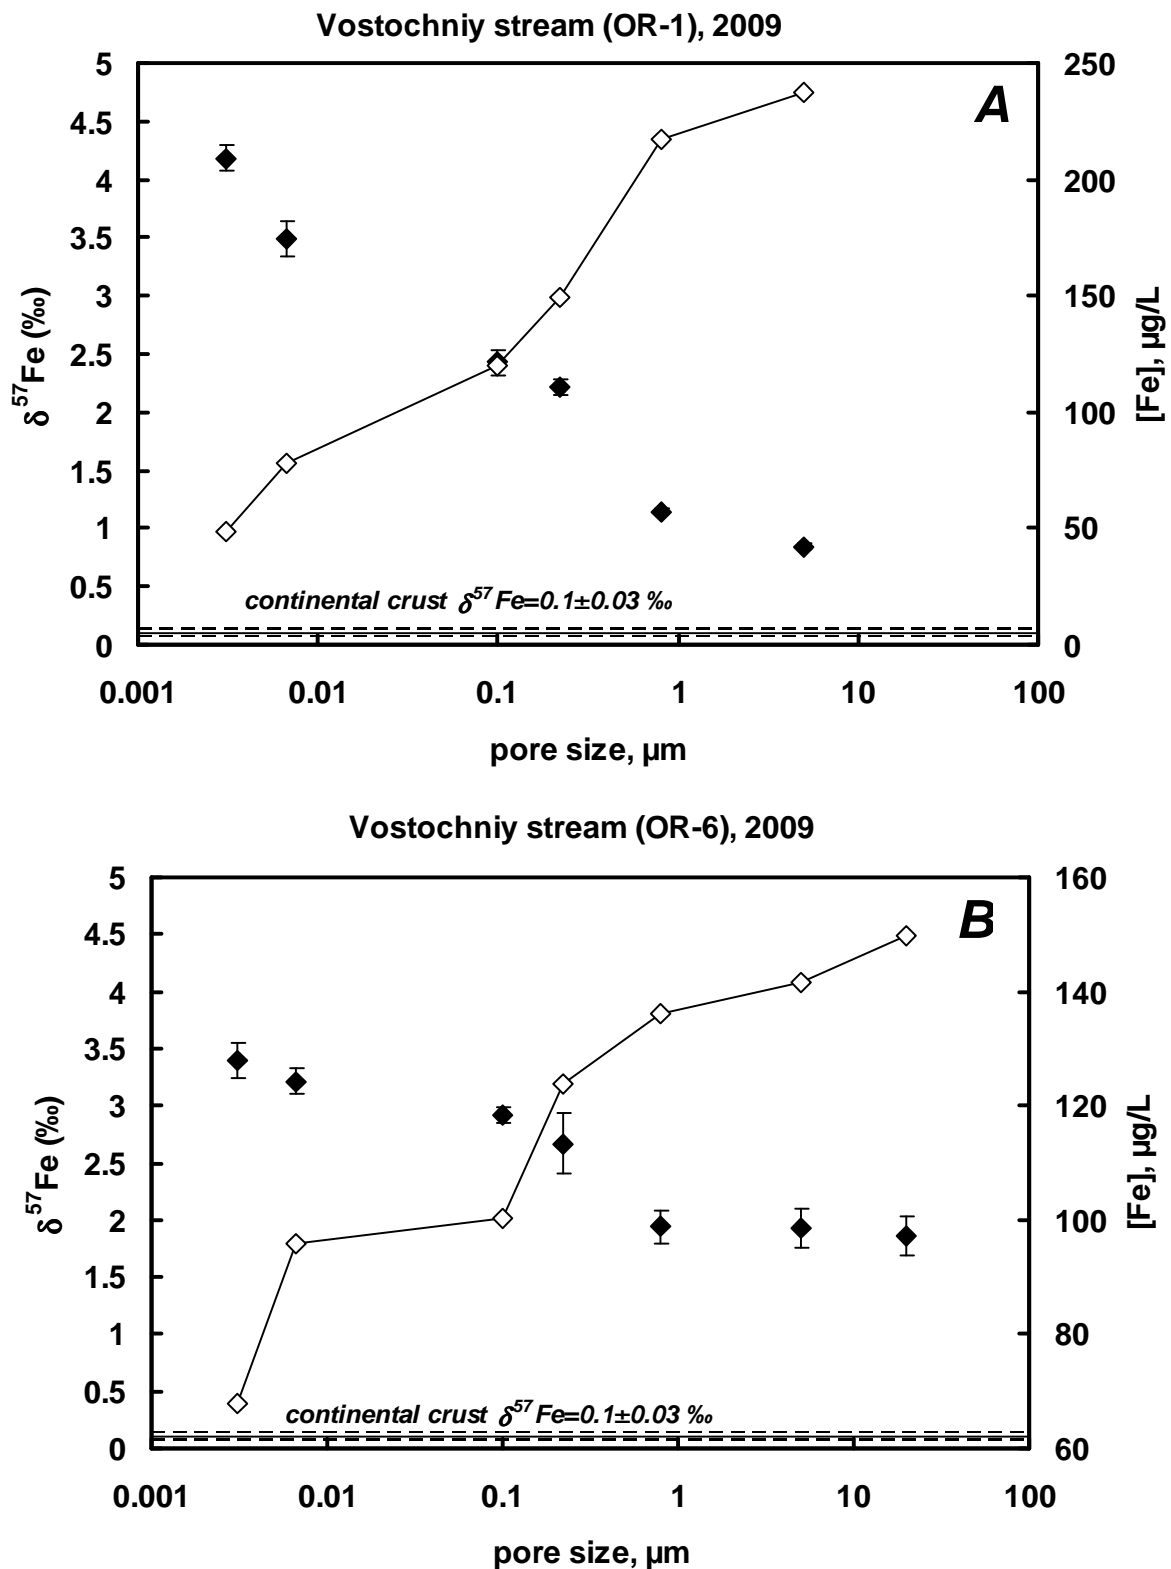 Vostochniy stream (OR-1), 2009
A
5
4.5
4
3.5
3
2.5
2
1.5
1
0.5
0
δ⁵⁷Fe (‰)
250
200
150
100
50
0
[Fe], µg/L
continental crust δ⁵⁷Fe=0.1±0.03 ‰
0.001 0.01 0.1 1 10 100
pore size, µm
Vostochniy stream (OR-6), 2009
B
5
4.5
4
3.5
3
2.5
2
1.5
1
0.5
0
δ⁵⁷Fe (‰)
160
140
120
100
80
60
[Fe], µg/L
continental crust δ⁵⁷Fe=0.1±0.03 ‰
0.001 0.01 0.1 1 10 100
pore size, µm